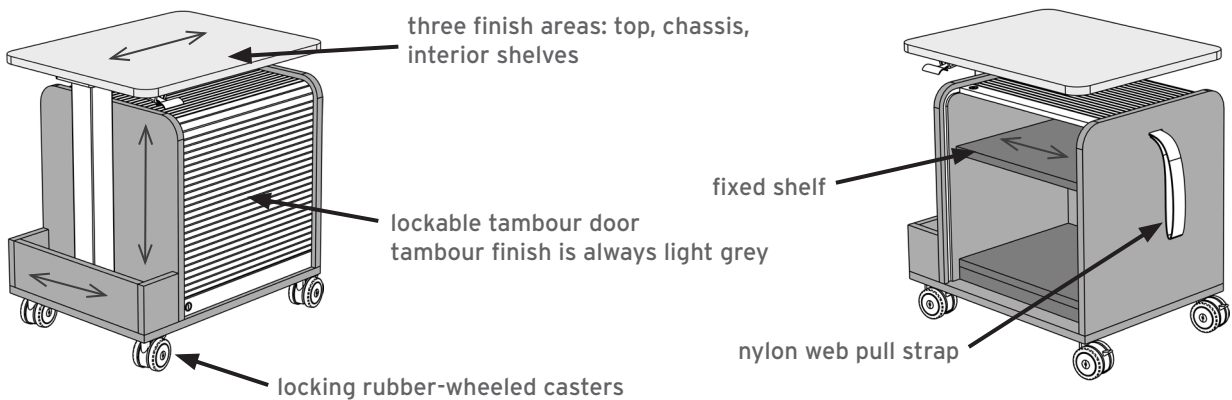 three finish areas: top, chassis,
interior shelves
fixed shelf
lockable tambour door
tambour finish is always light grey
nylon web pull strap
locking rubber-wheeled casters